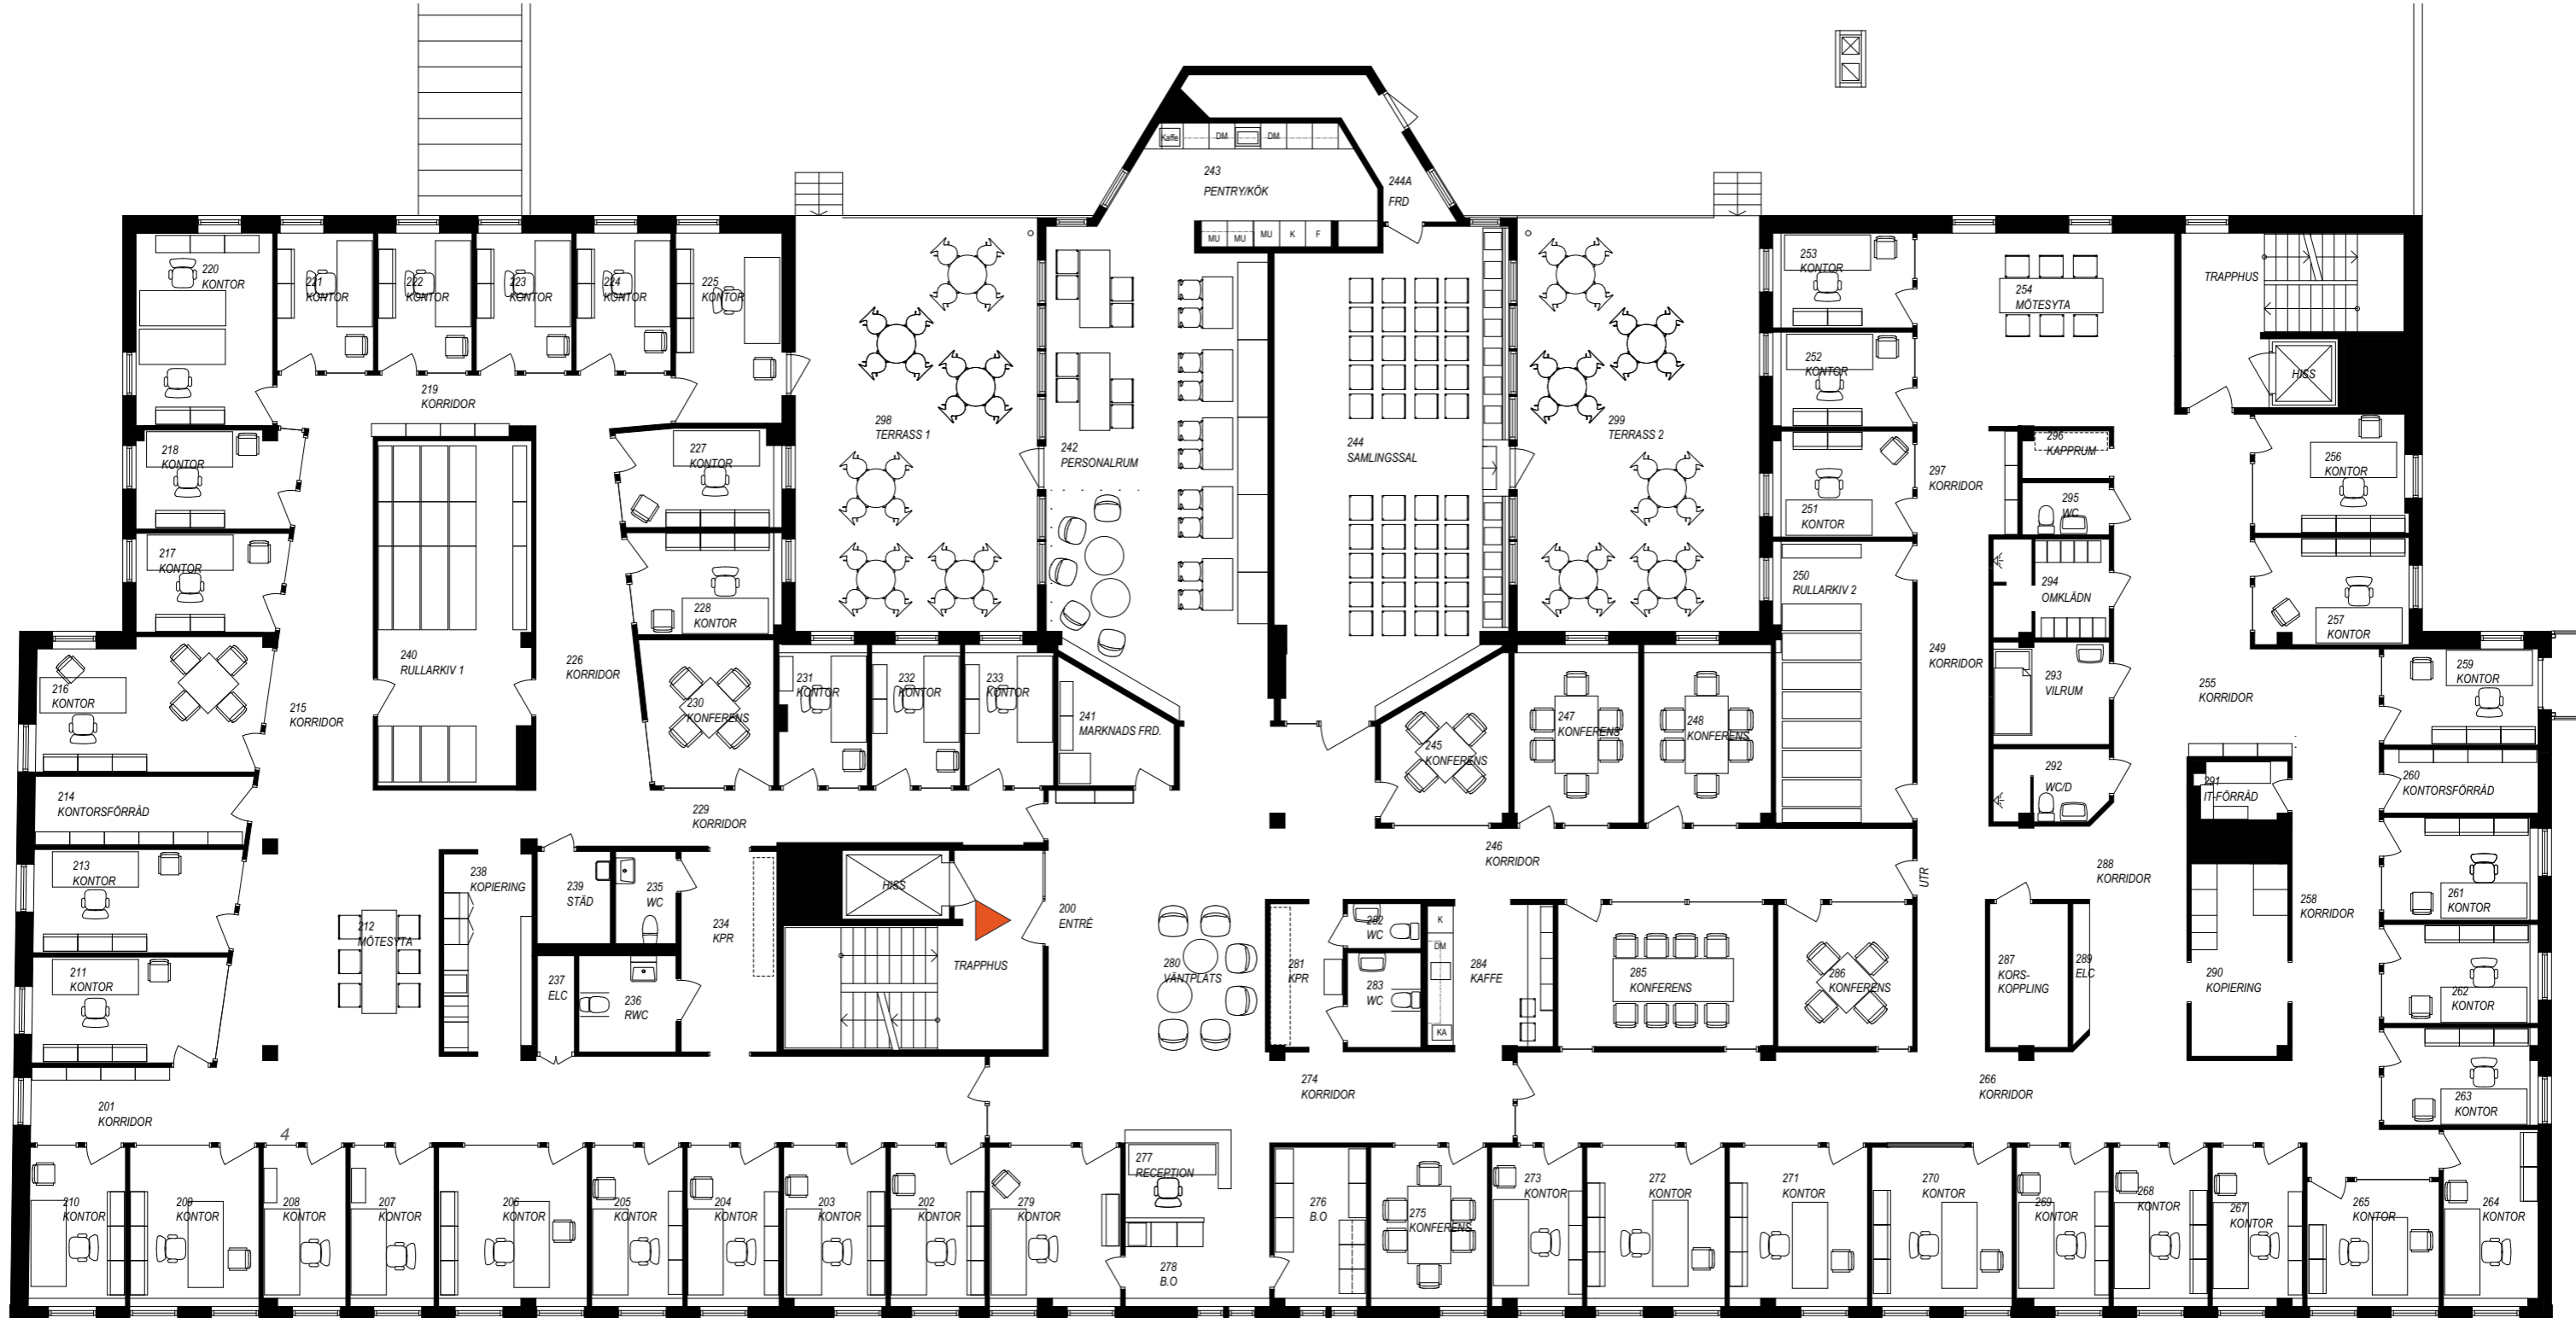 Kaffe
DM
DM
243
PENTRY/KÖK
244A
FRD
MU
MU
MU
K
F
220
KONTOR
221
KONTOR
222
KONTOR
223
KONTOR
224
KONTOR
225
KONTOR
219
KORRIDOR
218
KONTOR
217
KONTOR
227
KONTOR
228
KONTOR
298
TERRASS 1
242
PERSONALRUM
244
SAMLINGSSAL
299
TERRASS 2
253
KONTOR
252
KONTOR
251
KONTOR
254
MÖTESYTA
TRAPPHUS
HISS
297
KORRIDOR
296
KAPPRUM
295
WC
294
OMKLÄDN
293
VILRUM
292
WC/D
256
KONTOR
257
KONTOR
250
RULLARKIV 2
249
KORRIDOR
255
KORRIDOR
259
KONTOR
260
KONTORSFÖRRÅD
291
IT-FÖRRÅD
216
KONTOR
215
KORRIDOR
240
RULLARKIV 1
226
KORRIDOR
230
KONFERENS
231
KONTOR
232
KONTOR
233
KONTOR
241
MARKNADS FRD.
245
KONFERENS
247
KONFERENS
248
KONFERENS
214
KONTORSFÖRRÅD
229
KORRIDOR
246
KORRIDOR
213
KONTOR
212
MÖTESYTA
238
KOPIERING
239
STÄD
235
WC
234
KPR
HISS
TRAPPHUS
200
ENTRÉ
280
VÄNTPLATS
281
KPR
282
WC
283
WC
K
DM
KA
284
KAFFE
285
KONFERENS
286
KONFERENS
UTR
287
KORS-
KOPPLING
289
ELC
288
KORRIDOR
290
KOPIERING
258
KORRIDOR
261
KONTOR
262
KONTOR
263
KONTOR
211
KONTOR
237
ELC
236
RWC
201
KORRIDOR
4
274
KORRIDOR
266
KORRIDOR
210
KONTOR
209
KONTOR
208
KONTOR
207
KONTOR
206
KONTOR
205
KONTOR
204
KONTOR
203
KONTOR
202
KONTOR
279
KONTOR
277
RECEPTION
278
B.O
276
B.O
275
KONFERENS
273
KONTOR
272
KONTOR
271
KONTOR
270
KONTOR
269
KONTOR
268
KONTOR
267
KONTOR
265
KONTOR
264
KONTOR